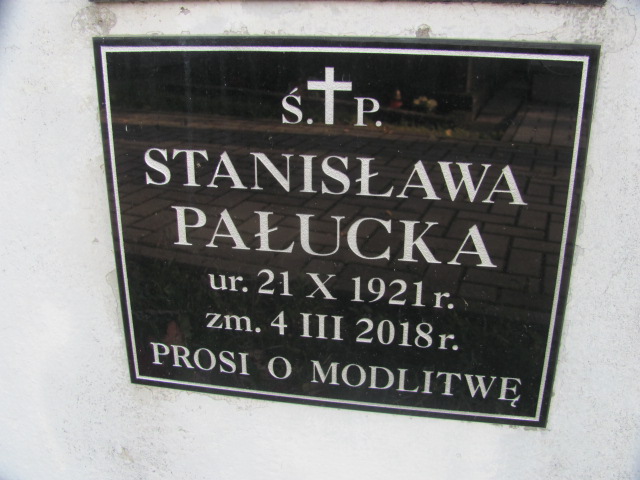 Ś. P.
STANISŁAWA
PAŁUCKA
ur. 21 X 1921 r.
zm. 4 III 2018 r.
PROSI O MODLITWĘ